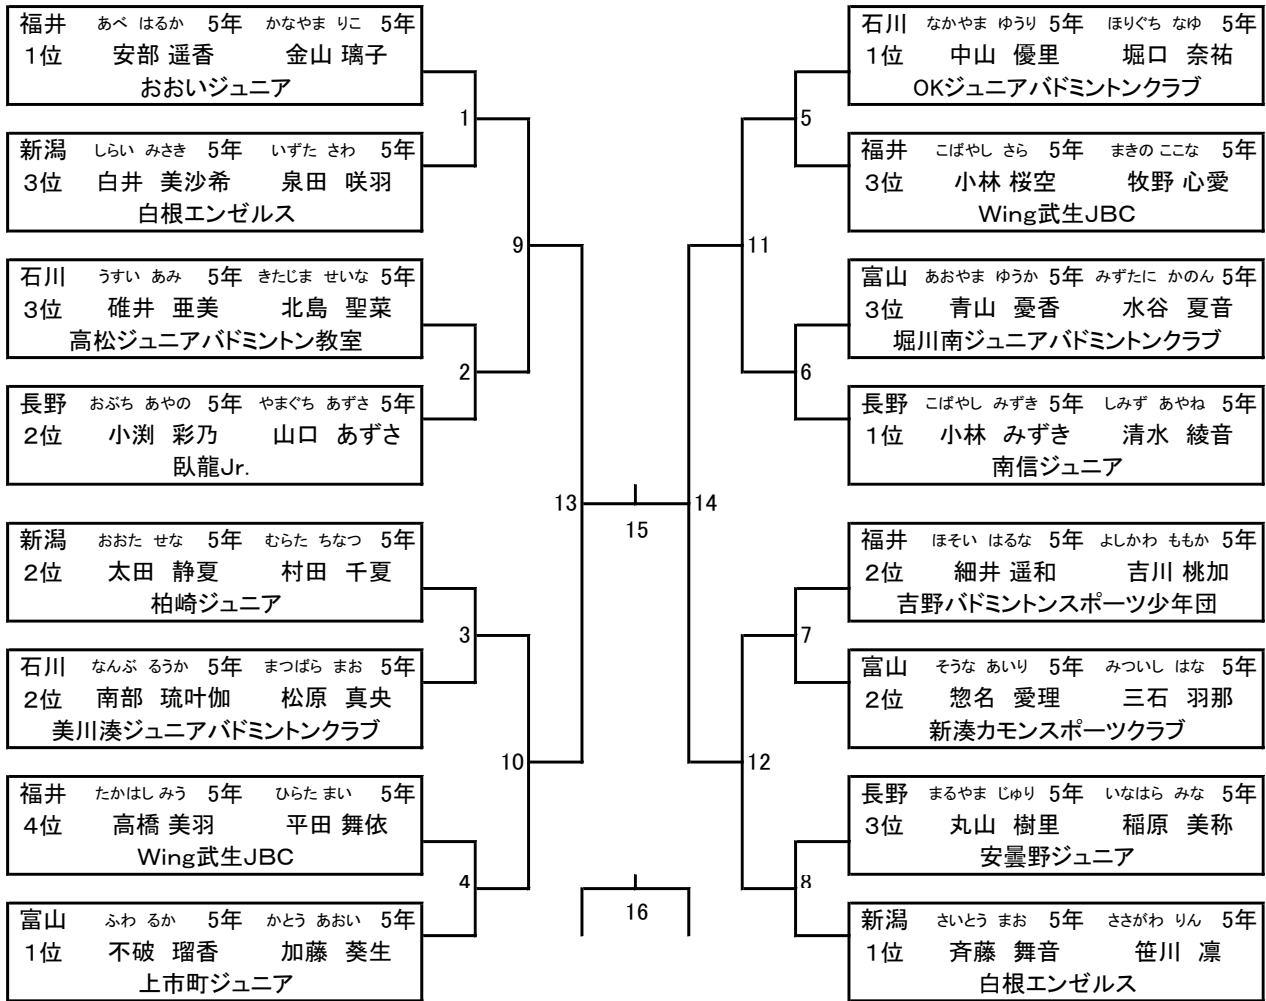 福井 あべ はるか 5年 かなやま りこ 5年
1位 安部 遥香 金山 璃子
おおいジュニア
1
新潟 しらい みさき 5年 いずた さわ 5年
3位 白井 美沙希 泉田 咲羽
白根エンゼルス
9
石川 うすい あみ 5年 きたじま せいな 5年
3位 碓井 亜美 北島 聖菜
高松ジュニアバドミントン教室
2
長野 おぶち あやの 5年 やまぐち あずさ 5年
2位 小渕 彩乃 山口 あずさ
臥龍Jr.
13
新潟 おおた せな 5年 むらた ちなつ 5年
2位 太田 静夏 村田 千夏
柏崎ジュニア
3
石川 なんぶ るうか 5年 まつばら まお 5年
2位 南部 琉叶伽 松原 真央
美川湊ジュニアバドミントンクラブ
10
福井 たかはし みう 5年 ひらた まい 5年
4位 高橋 美羽 平田 舞依
Wing武生JBC
4
富山 ふわ るか 5年 かとう あおい 5年
1位 不破 瑠香 加藤 葵生
上市町ジュニア
15
16
石川 なかやま ゆうり 5年 ほりぐち なゆ 5年
1位 中山 優里 堀口 奈祐
OKジュニアバドミントンクラブ
5
福井 こばやし さら 5年 まきの ここな 5年
3位 小林 桜空 牧野 心愛
Wing武生JBC
11
富山 あおやま ゆうか 5年 みずたに かのん 5年
3位 青山 憂香 水谷 夏音
堀川南ジュニアバドミントンクラブ
6
長野 こばやし みずき 5年 しみず あやね 5年
1位 小林 みずき 清水 綾音
南信ジュニア
14
福井 ほそい はるな 5年 よしかわ ももか 5年
2位 細井 遥和 吉川 桃加
吉野バドミントンスポーツ少年団
7
富山 そうな あいり 5年 みついし はな 5年
2位 惣名 愛理 三石 羽那
新湊カモンスポーツクラブ
12
長野 まるやま じゅり 5年 いなはら みな 5年
3位 丸山 樹里 稲原 美称
安曇野ジュニア
8
新潟 さいとう まお 5年 ささがわ りん 5年
1位 斉藤 舞音 笹川 凛
白根エンゼルス